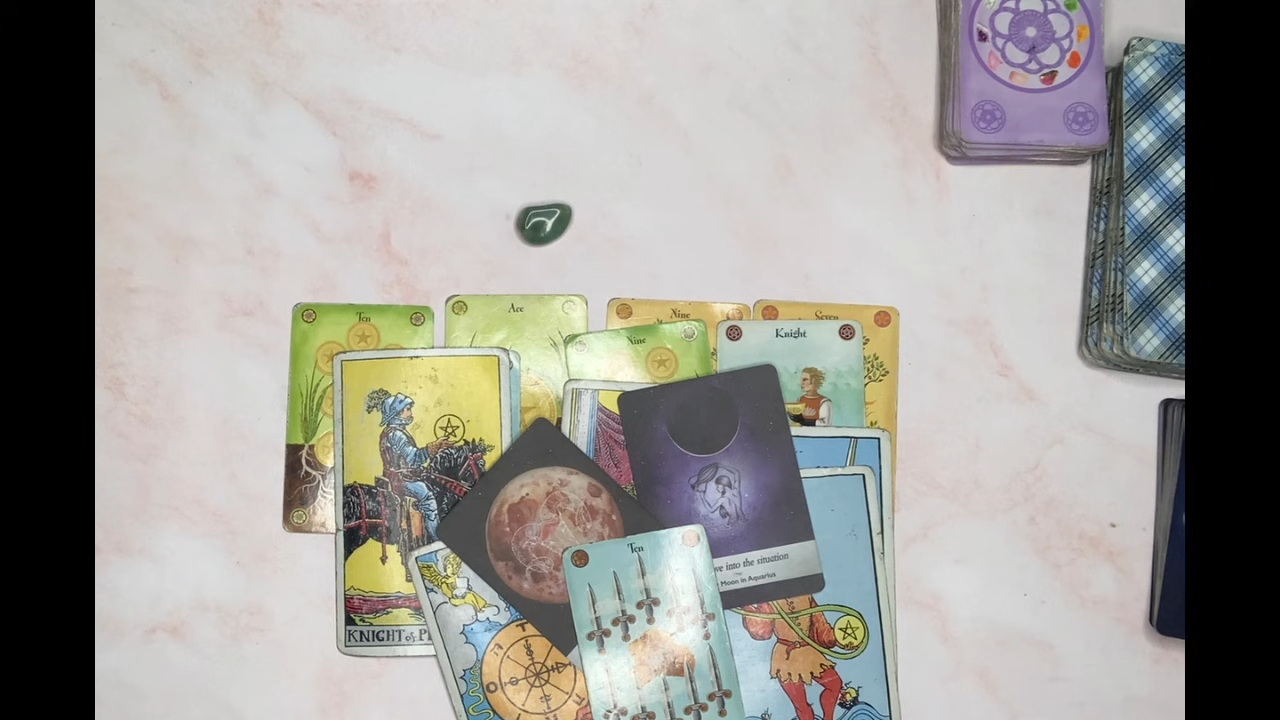 Ten
Ace
Nine
Seven
Nine
Knight
KNIGHT of P
ve into the situation
Moon in Aquarius
Ten